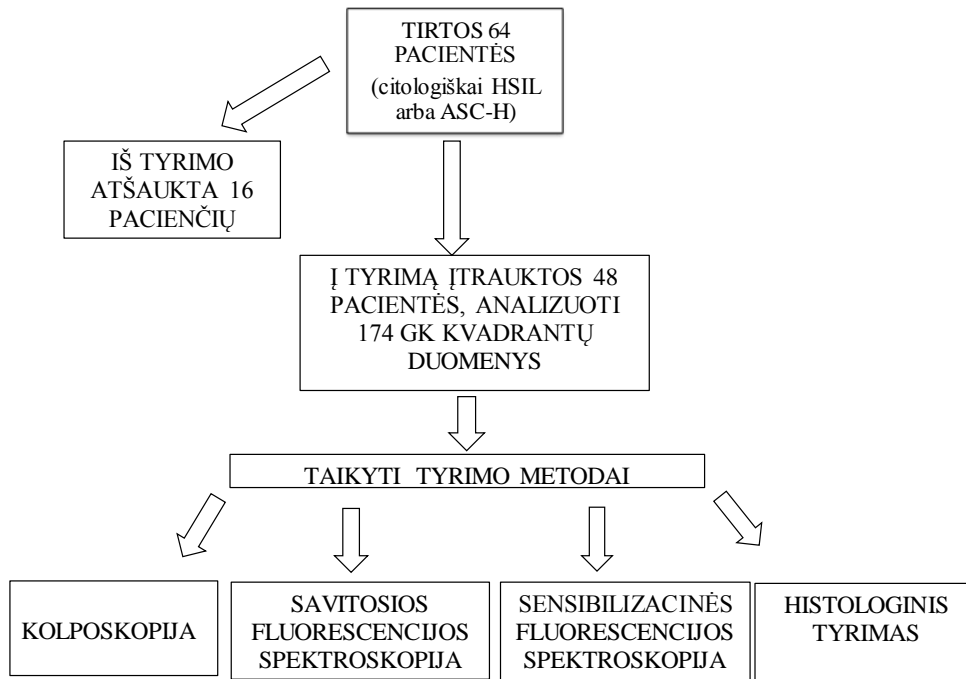 TIRTOS 64
PACIENTĖS
(citologiškai HSIL
arba ASC-H)
IŠ TYRIMO
ATŠAUKTA 16
PACIENČIŲ
Į TYRIMĄ ĮTRAUKTOS 48
PACIENTĖS, ANALIZUOTI
174 GK KVADRANTŲ
DUOMENYS
TAIKYTI TYRIMO METODAI
KOLPOSKOPIJA
SAVITOSIOS
FLUORESCENCIJOS
SPEKTROSKOPIJA
SENSIBILIZACINĖS
FLUORESCENCIJOS
SPEKTROSKOPIJA
HISTOLOGINIS
TYRIMAS